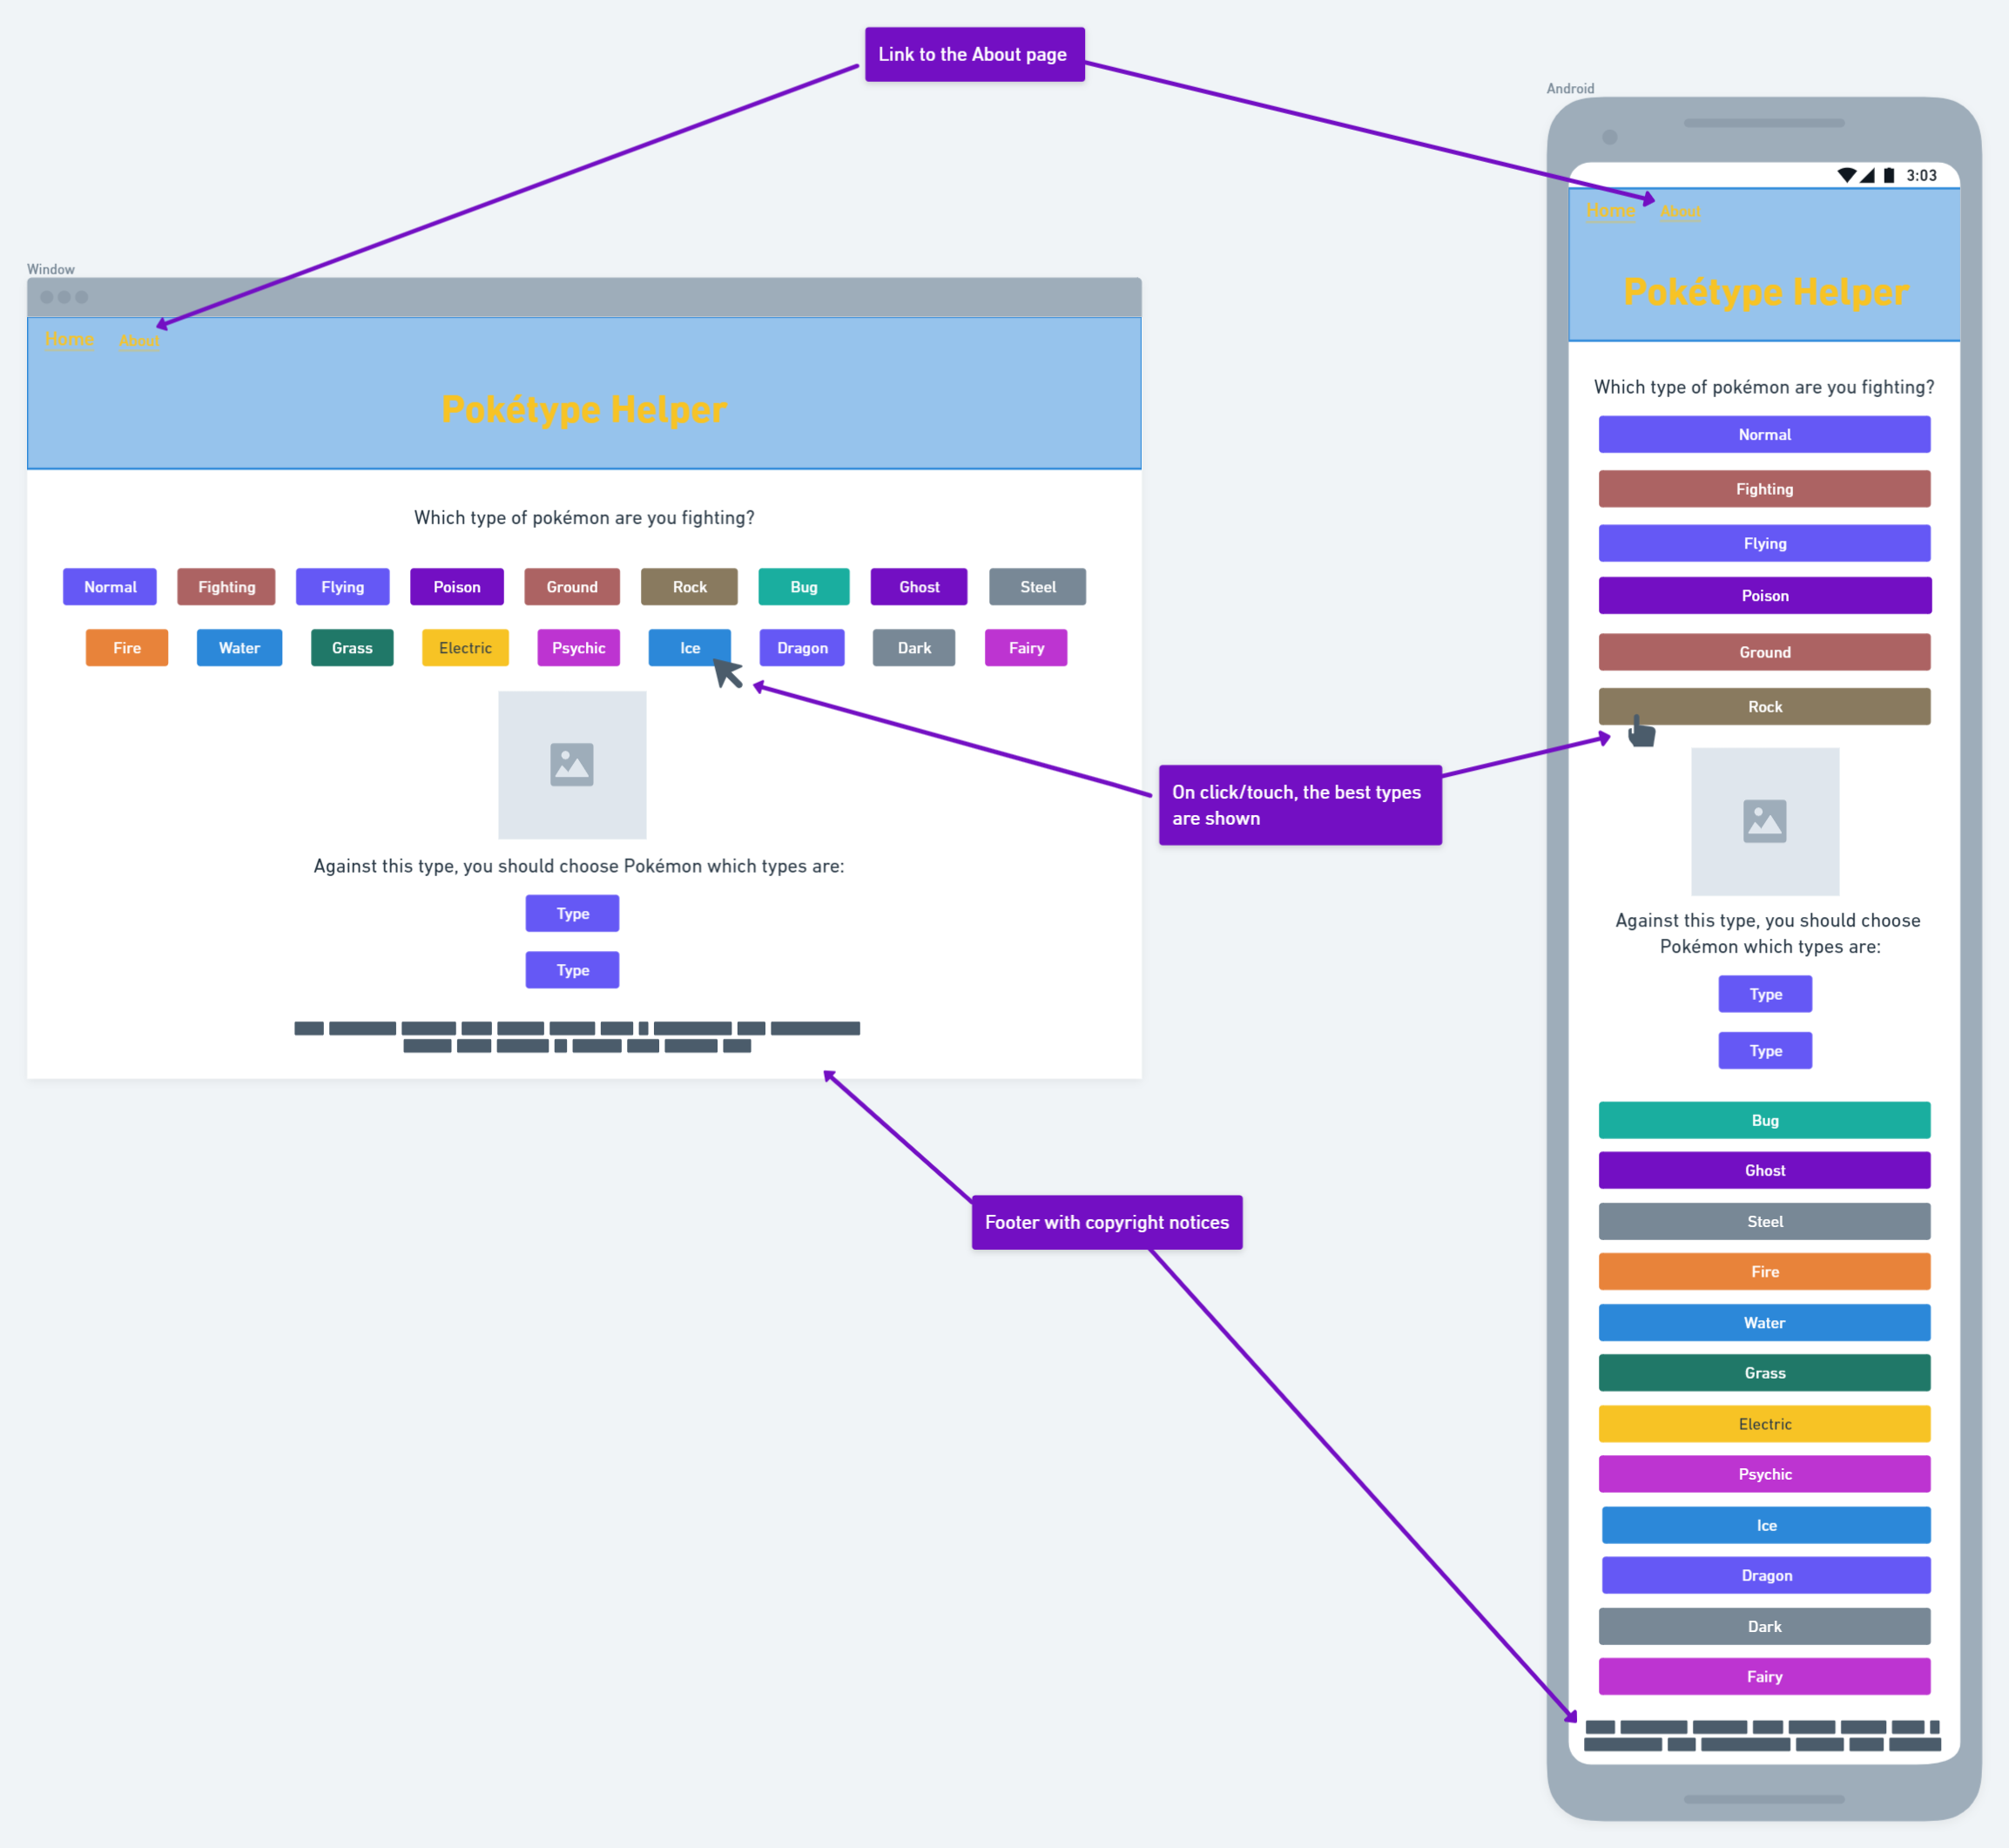 Link to the About page
Android
3:03
Home About
Pokétype Helper
Which type of pokémon are you fighting?
Normal
Fighting
Flying
Poison
Ground
Rock
Against this type, you should choose
Pokémon which types are:
Type
Type
Bug
Ghost
Steel
Fire
Water
Grass
Electric
Psychic
Ice
Dragon
Dark
Fairy
Window
Home About
Pokétype Helper
Which type of pokémon are you fighting?
Normal Fighting Flying Poison Ground Rock Bug Ghost Steel
Fire Water Grass Electric Psychic Ice Dragon Dark Fairy
Against this type, you should choose Pokémon which types are:
Type
Type
On click/touch, the best types
are shown
Footer with copyright notices